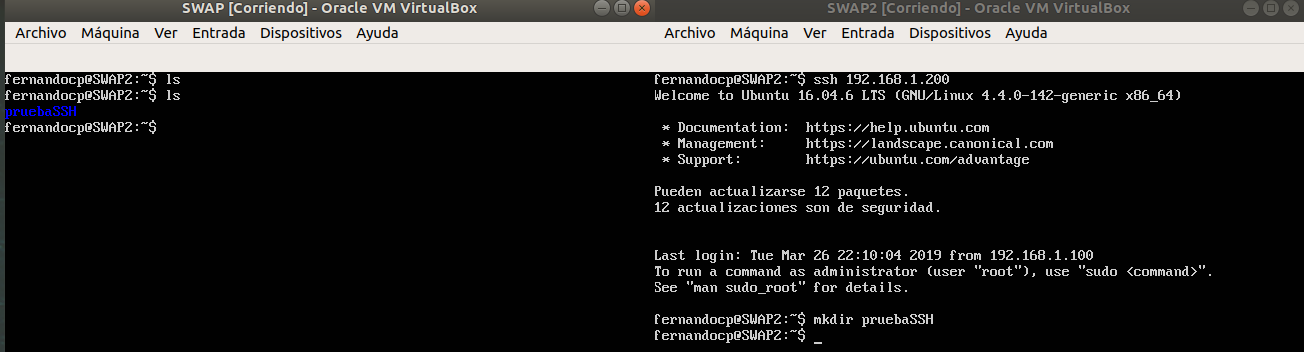 SWAP [Corriendo] - Oracle VM VirtualBox
Archivo Máquina Ver Entrada Dispositivos Ayuda
fernandocp@SWAP2:~$ ls
fernandocp@SWAP2:~$ ls
pruebaSSH
fernandocp@SWAP2:~$
SWAP2 [Corriendo] - Oracle VM VirtualBox
Archivo Máquina Ver Entrada Dispositivos Ayuda
fernandocp@SWAP2:~$ ssh 192.168.1.200
Welcome to Ubuntu 16.04.6 LTS (GNU/Linux 4.4.0-142-generic x86_64)
* Documentation: https://help.ubuntu.com
* Management: https://landscape.canonical.com
* Support: https://ubuntu.com/advantage
Pueden actualizarse 12 paquetes.
12 actualizaciones son de seguridad.
Last login: Tue Mar 26 22:10:04 2019 from 192.168.1.100
To run a command as administrator (user "root"), use "sudo <command>".
See "man sudo_root" for details.
fernandocp@SWAP2:~$ mkdir pruebaSSH
fernandocp@SWAP2:~$ _